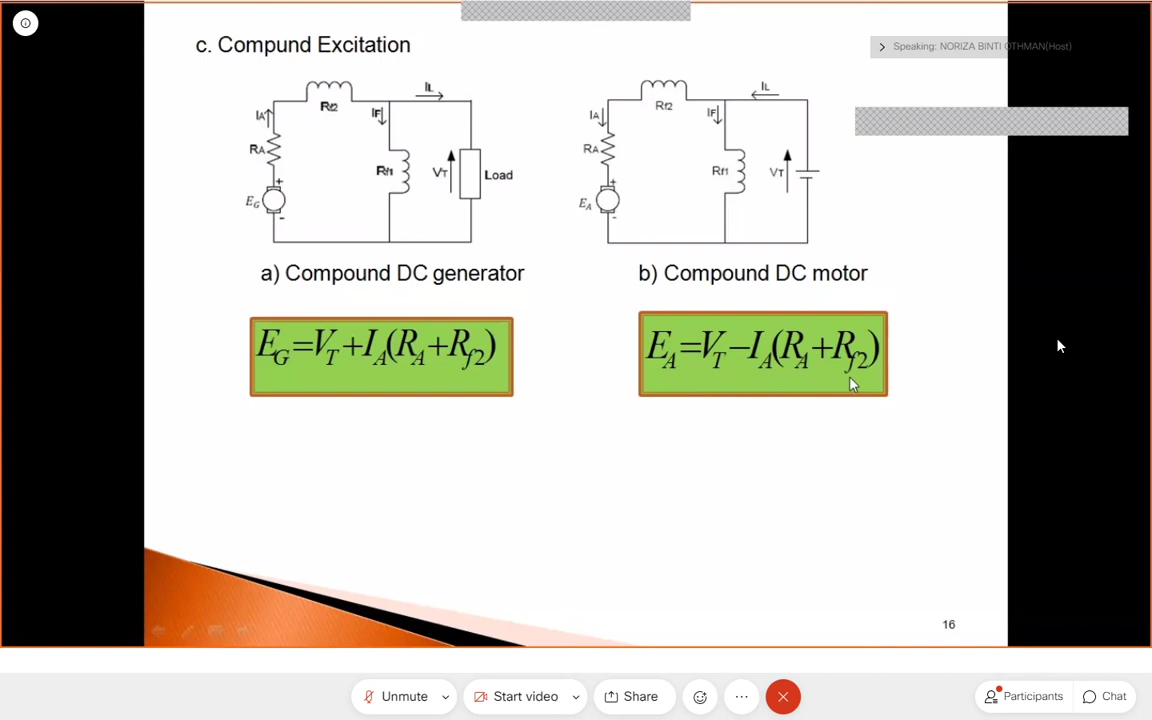 c. Compund Excitation
Speaking: NORIZA BINTI OTHMAN(Host)
IL
Rf2
IA
IF
RA
Rf1
VT
Load
EG
+
-
IL
Rf2
IA
IF
RA
Rf1
VT
EA
+
-
a) Compound DC generator
b) Compound DC motor
EG=VT+IA(RA+Rf2)
EA=VT−IA(RA+Rf2)
16
Unmute
Start video
Share
Participants
Chat